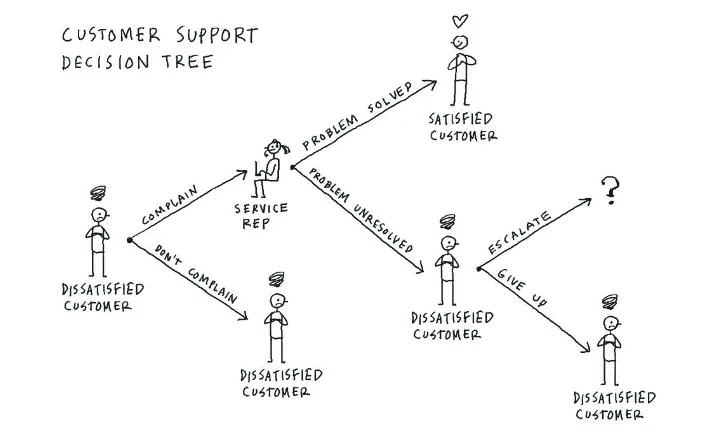 CUSTOMER SUPPORT
DECISION TREE
PROBLEM SOLVED
SATISFIED
CUSTOMER
COMPLAIN
SERVICE
REP
PROBLEM UNRESOLVED
ESCALATE
?
DISSATISFIED
CUSTOMER
DON'T COMPLAIN
DISSATISFIED
CUSTOMER
DISSATISFIED
CUSTOMER
GIVE UP
DISSATISFIED
CUSTOMER